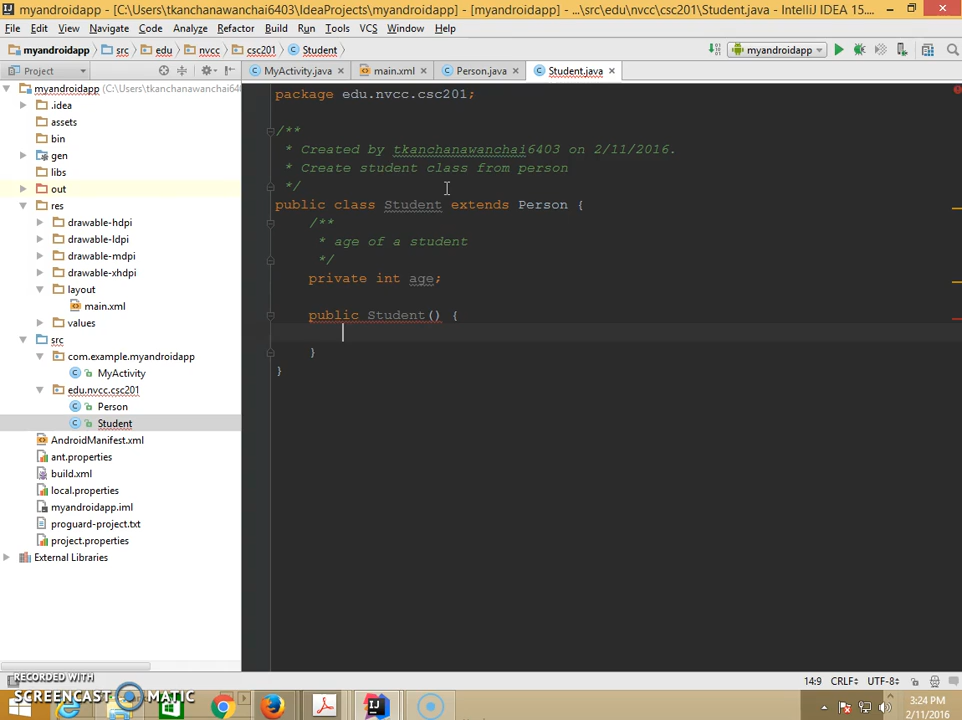 myandroidapp - [C:\Users\tkanchanawanchai6403\IdeaProjects\myandroidapp] - [myandroidapp] - ...\src\edu\nvcc\csc201\Student.java - IntelliJ IDEA 15....
File Edit View Navigate Code Analyze Refactor Build Run Tools VCS Window Help
myandroidapp src edu nvcc csc201 Student myandroidapp
Project MyActivity.java main.xml Person.java Student.java
myandroidapp (C:\Users\tkanchanawanchai640
.idea
assets
bin
gen
libs
out
res
drawable-hdpi
drawable-ldpi
drawable-mdpi
drawable-xhdpi
layout
main.xml
values
src
com.example.myandroidapp
MyActivity
edu.nvcc.csc201
Person
Student
AndroidManifest.xml
ant.properties
build.xml
local.properties
myandroidapp.iml
proguard-project.txt
project.properties
External Libraries
package edu.nvcc.csc201;
/**
* Created by tkanchanawanchai6403 on 2/11/2016.
* Create student class from person
*/
public class Student extends Person {
/**
* age of a student
*/
private int age;
public Student() {
}
}
14:9 CRLF UTF-8
RECORDED WITH
SCREENCAST MATIC
3:24 PM
2/11/2016